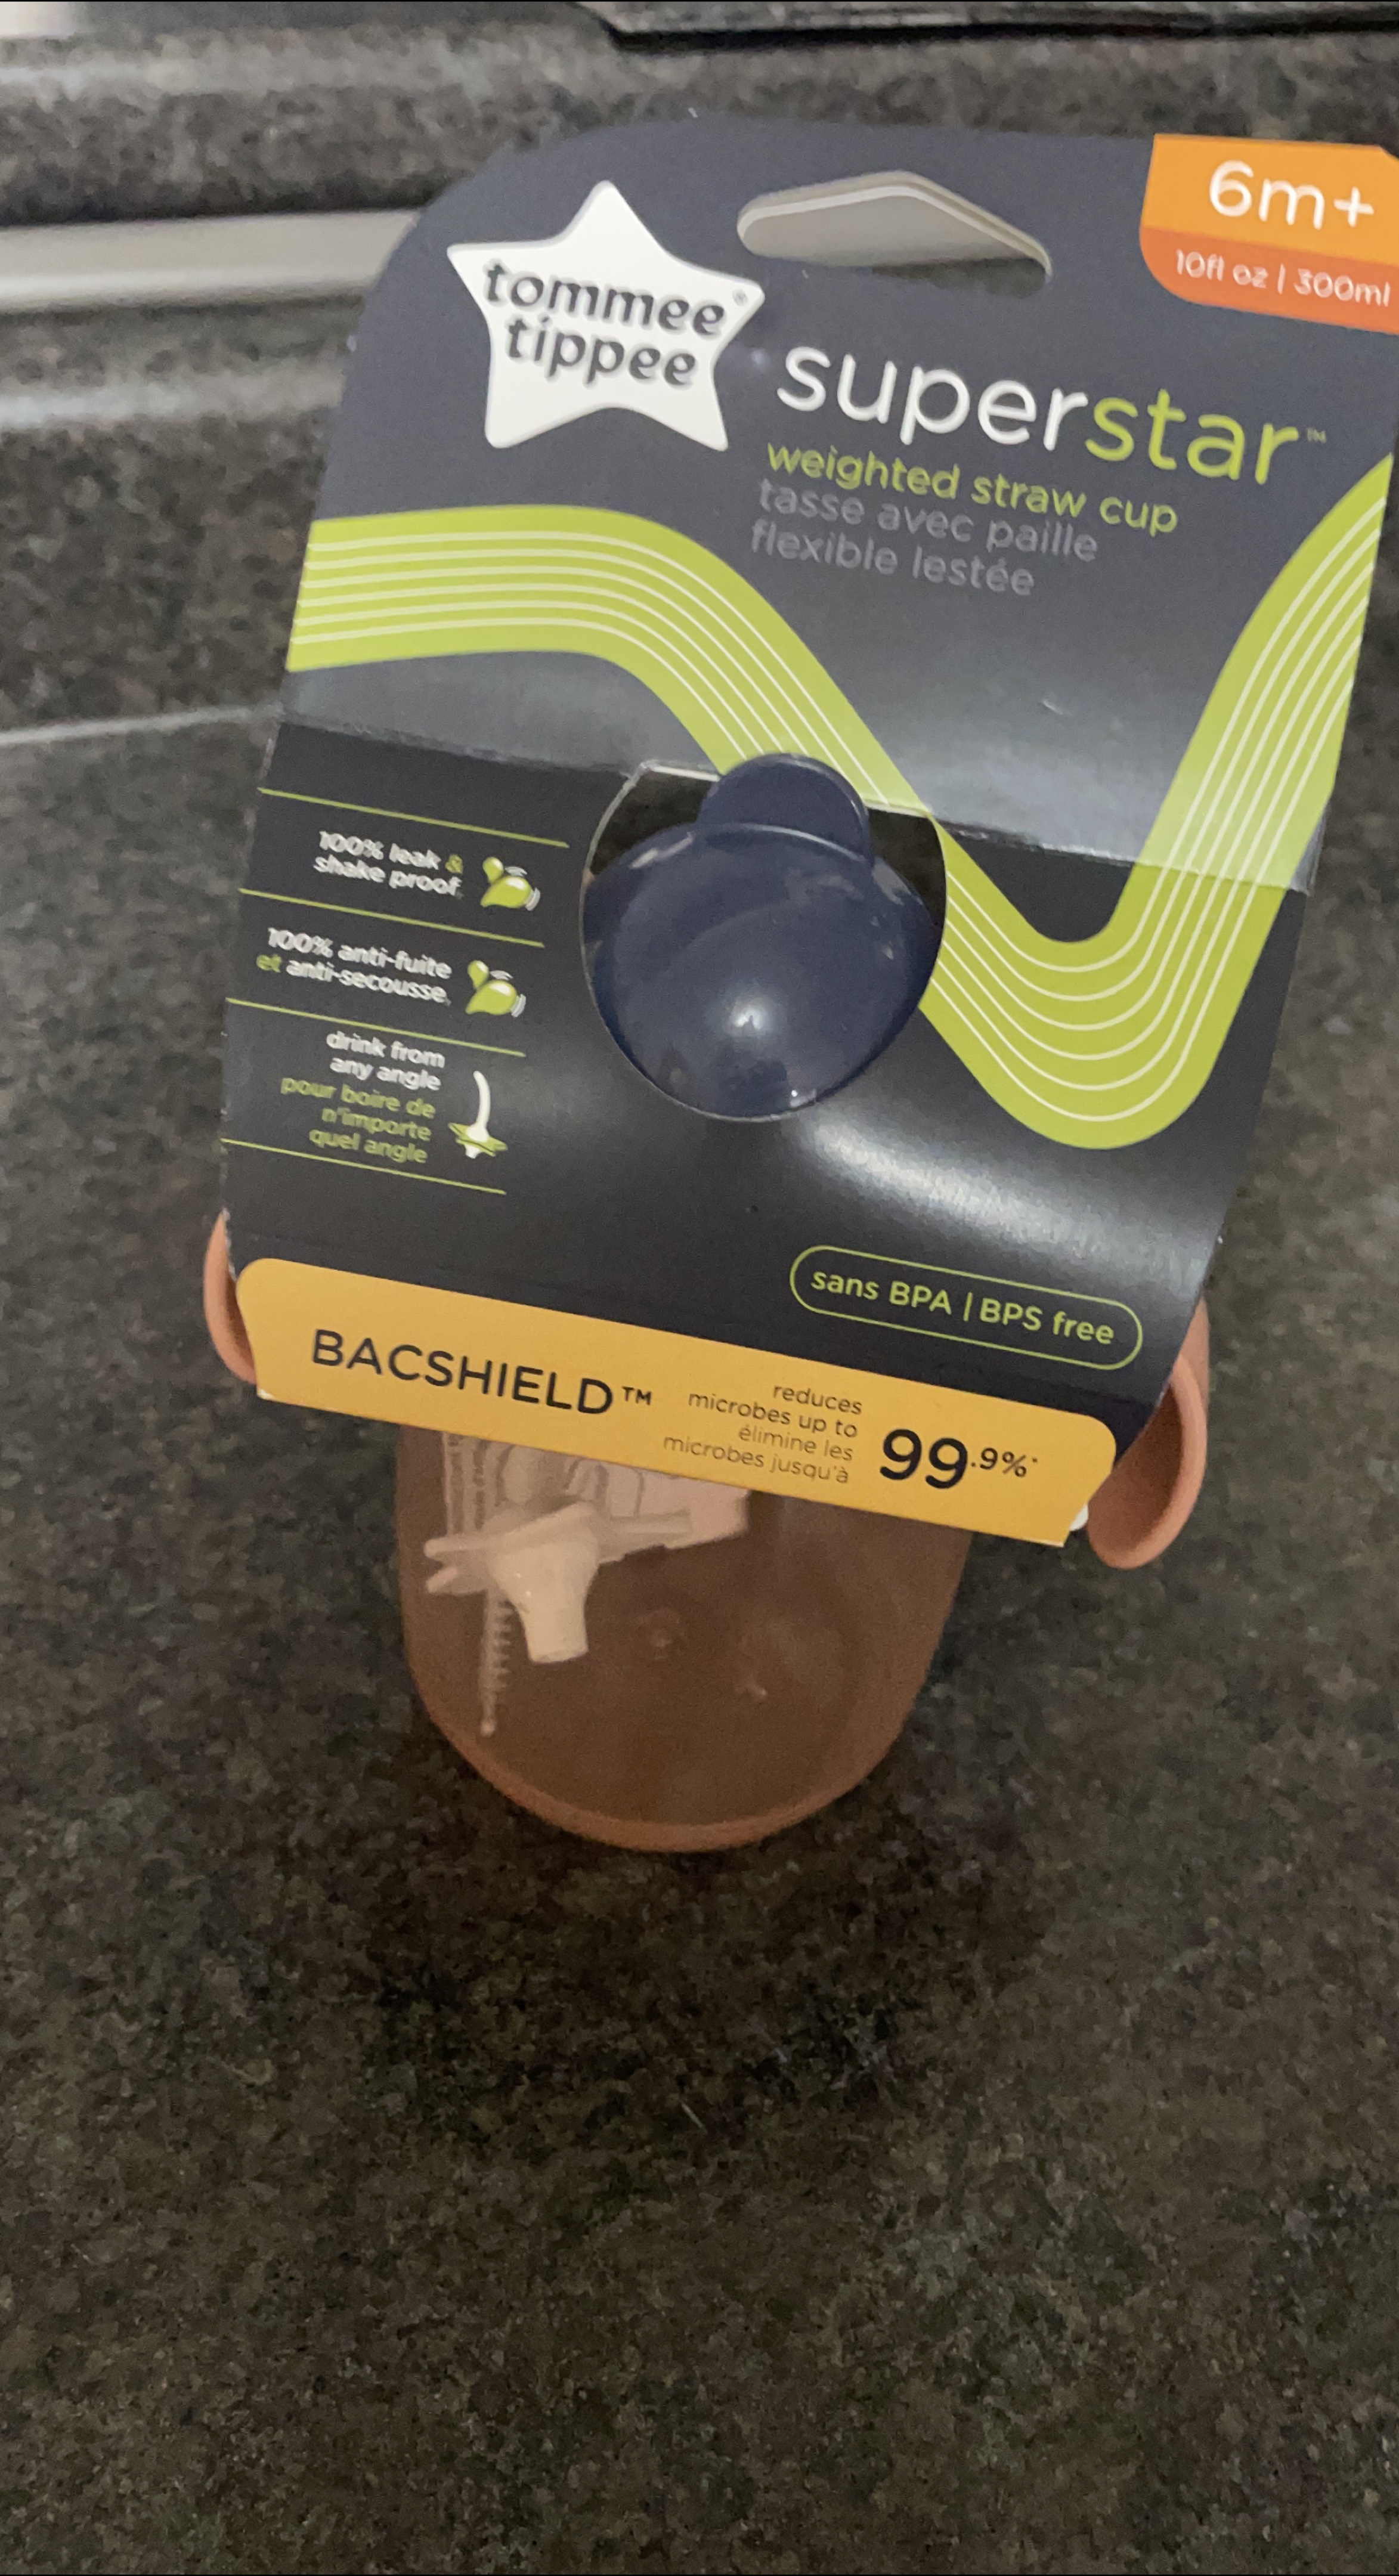 6m+
10fl oz | 300ml
tommee®
tippee
superstar™
weighted straw cup
tasse avec paille
flexible lestée
100% leak &
shake proof
100% anti-fuite
et anti-secousse
drink from
any angle
pour boire de
n'importe
quel angle
sans BPA | BPS free
BACSHIELD™
reduces
microbes up to
élimine les
microbes jusqu'à
99.9%*